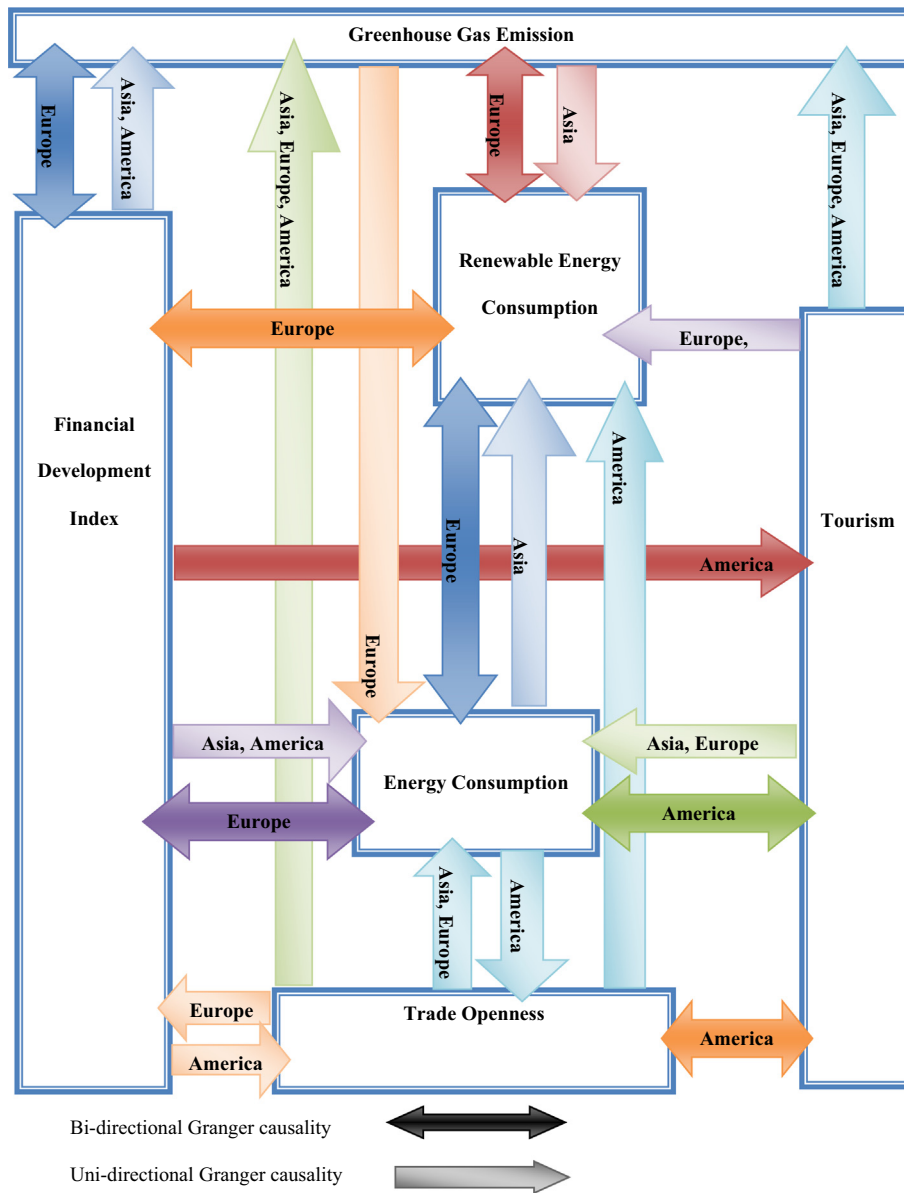 Greenhouse Gas Emission
Europe
Asia, America
Asia, Europe, America
Europe
Europe
Asia
Asia, Europe, America
Renewable Energy
Consumption
Europe
Europe,
Financial
Development
Index
Europe
Asia
America
Tourism
America
Asia, America
Energy Consumption
Asia, Europe
Europe
America
Asia, Europe
America
Trade Openness
Europe
America
America
Bi-directional Granger causality
Uni-directional Granger causality